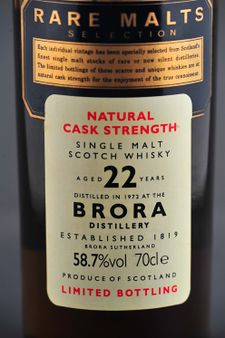 RARE MALTS
SELECTION
Each individual vintage has been specially selected from Scotland's
finest single malt stocks of rare or now silent distilleries.
The limited bottlings of these scarce and unique whiskies are at
natural cask strength for the enjoyment of the true connoisseur.
NATURAL
CASK STRENGTH
SINGLE MALT
SCOTCH WHISKY
AGED 22 YEARS
DISTILLED IN 1972 AT THE
BRORA
DISTILLERY
ESTABLISHED 1819
BRORA SUTHERLAND
58.7%vol 70cl e
PRODUCE OF SCOTLAND
LIMITED BOTTLING